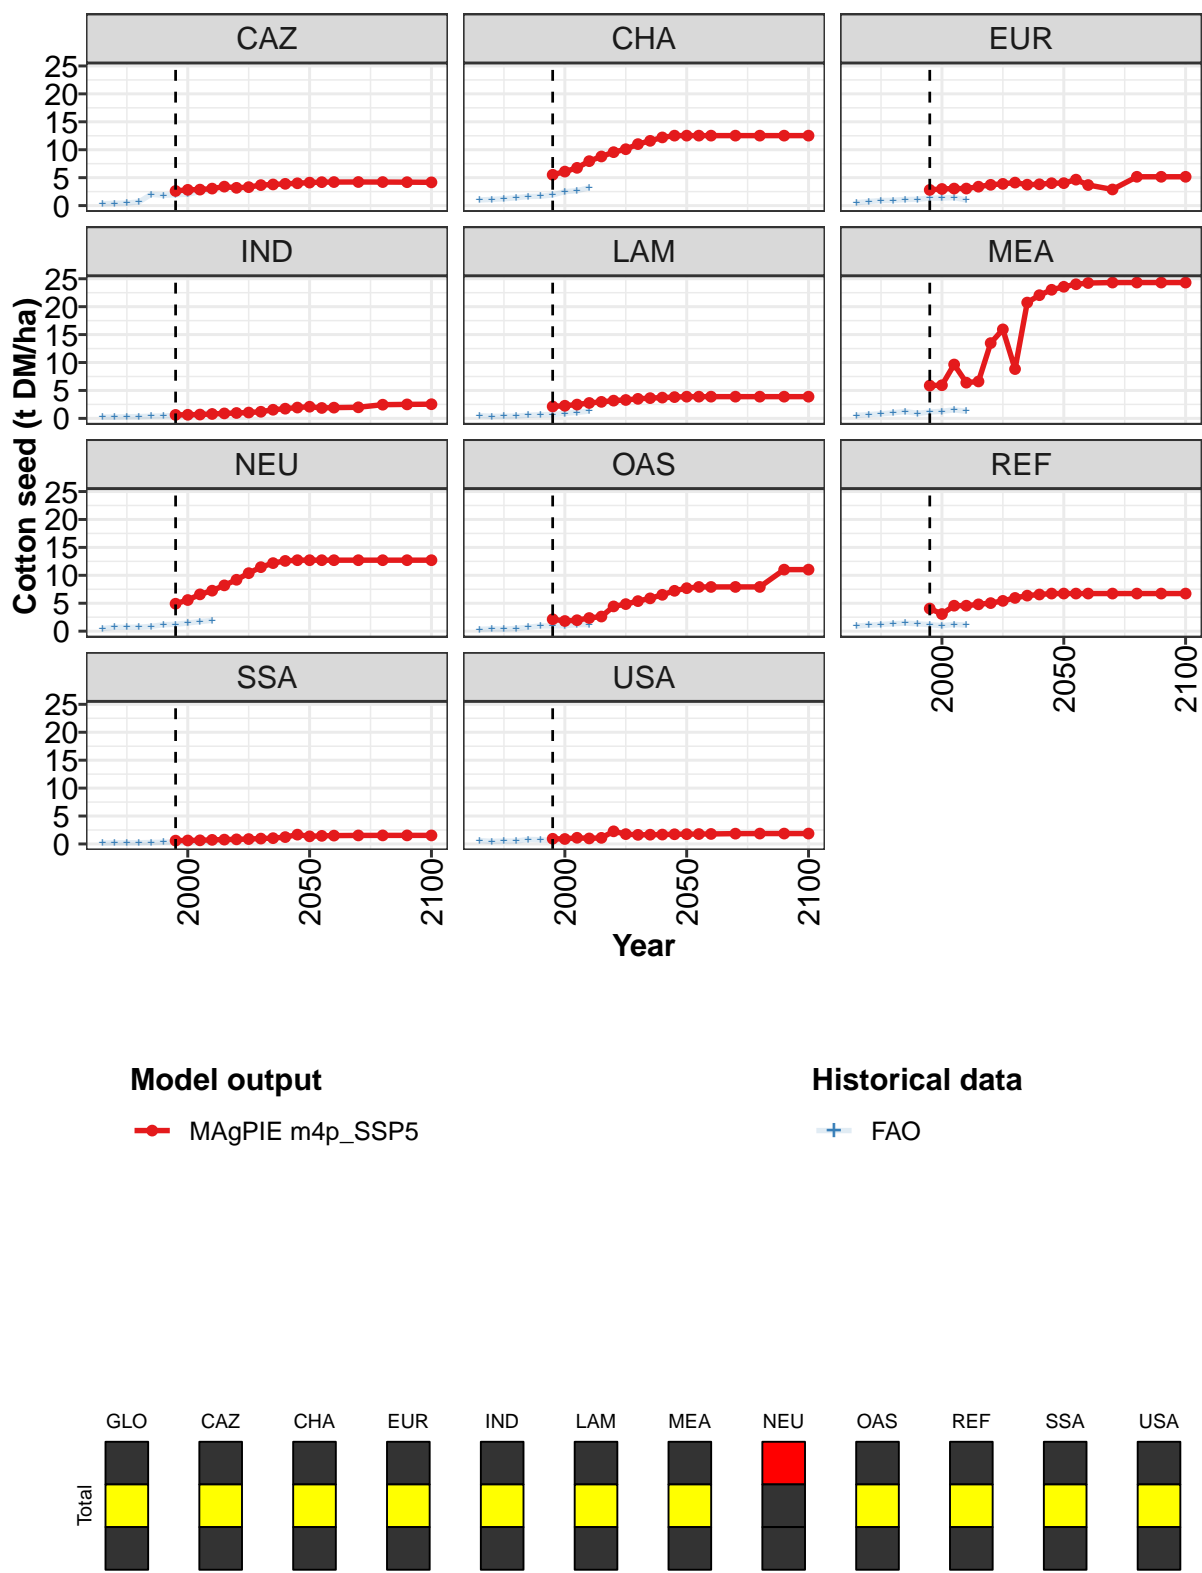 CAZ CHA EUR
25
20
15
10
5
0
IND LAM MEA
25
20
15
10
5
0
Cotton seed (t DM/ha)
NEU OAS REF
25
20
15
10
5
0
2000 2050 2100
SSA USA
25
20
15
10
5
0
2000 2050 2100 2000 2050 2100
Year
Model output Historical data
MAgPIE m4p_SSP5 FAO
GLO CAZ CHA EUR IND LAM MEA NEU OAS REF SSA USA
Total